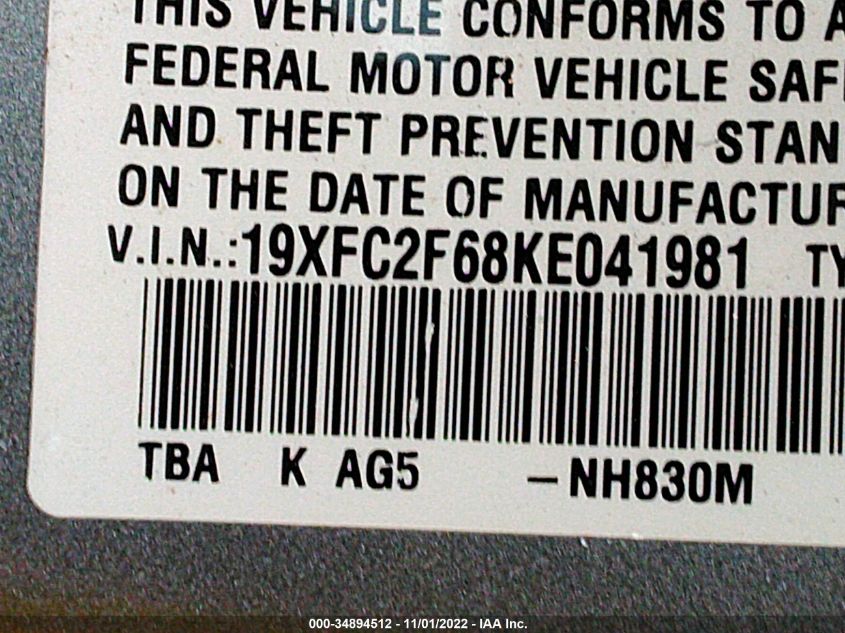 THIS VEHICLE CONFORMS TO A
FEDERAL MOTOR VEHICLE SAF
AND THEFT PREVENTION STAN
ON THE DATE OF MANUFACTUR
V.I.N.:19XFC2F68KE041981 TY
TBA K AG5 -NH830M
000-34894512 - 11/01/2022 - IAA Inc.